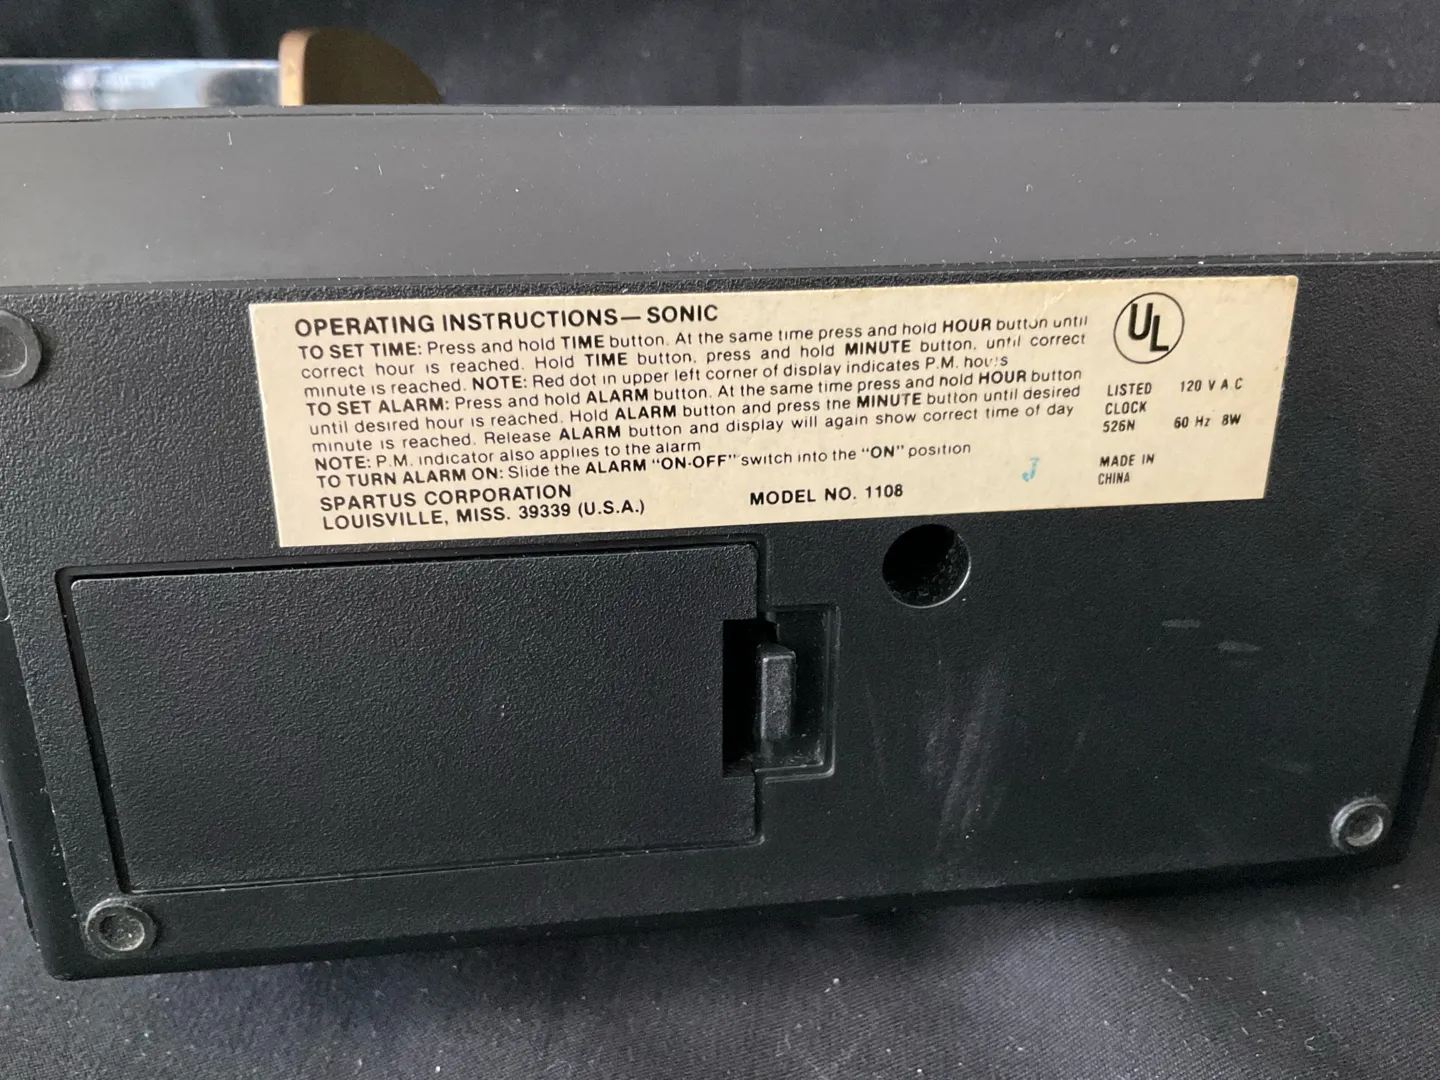 OPERATING INSTRUCTIONS— SONIC
TO SET TIME: Press and hold TIME button. At the same time press and hold HOUR button until
correct hour is reached. Hold TIME button, press and hold MINUTE button, until correct
minute is reached. NOTE: Red dot in upper left corner of display indicates P.M. hours
TO SET ALARM: Press and hold ALARM button. At the same time press and hold HOUR button
until desired hour is reached. Hold ALARM button and press the MINUTE button until desired
minute is reached. Release ALARM button and display will again show correct time of day
NOTE: P.M. indicator also applies to the alarm
TO TURN ALARM ON: Slide the ALARM "ON-OFF" switch into the "ON" position
SPARTUS CORPORATION
LOUISVILLE, MISS. 39339 (U.S.A.)
MODEL NO. 1108
J
UL
LISTED 120 V A.C
CLOCK
526N 60 Hz 8W
MADE IN
CHINA